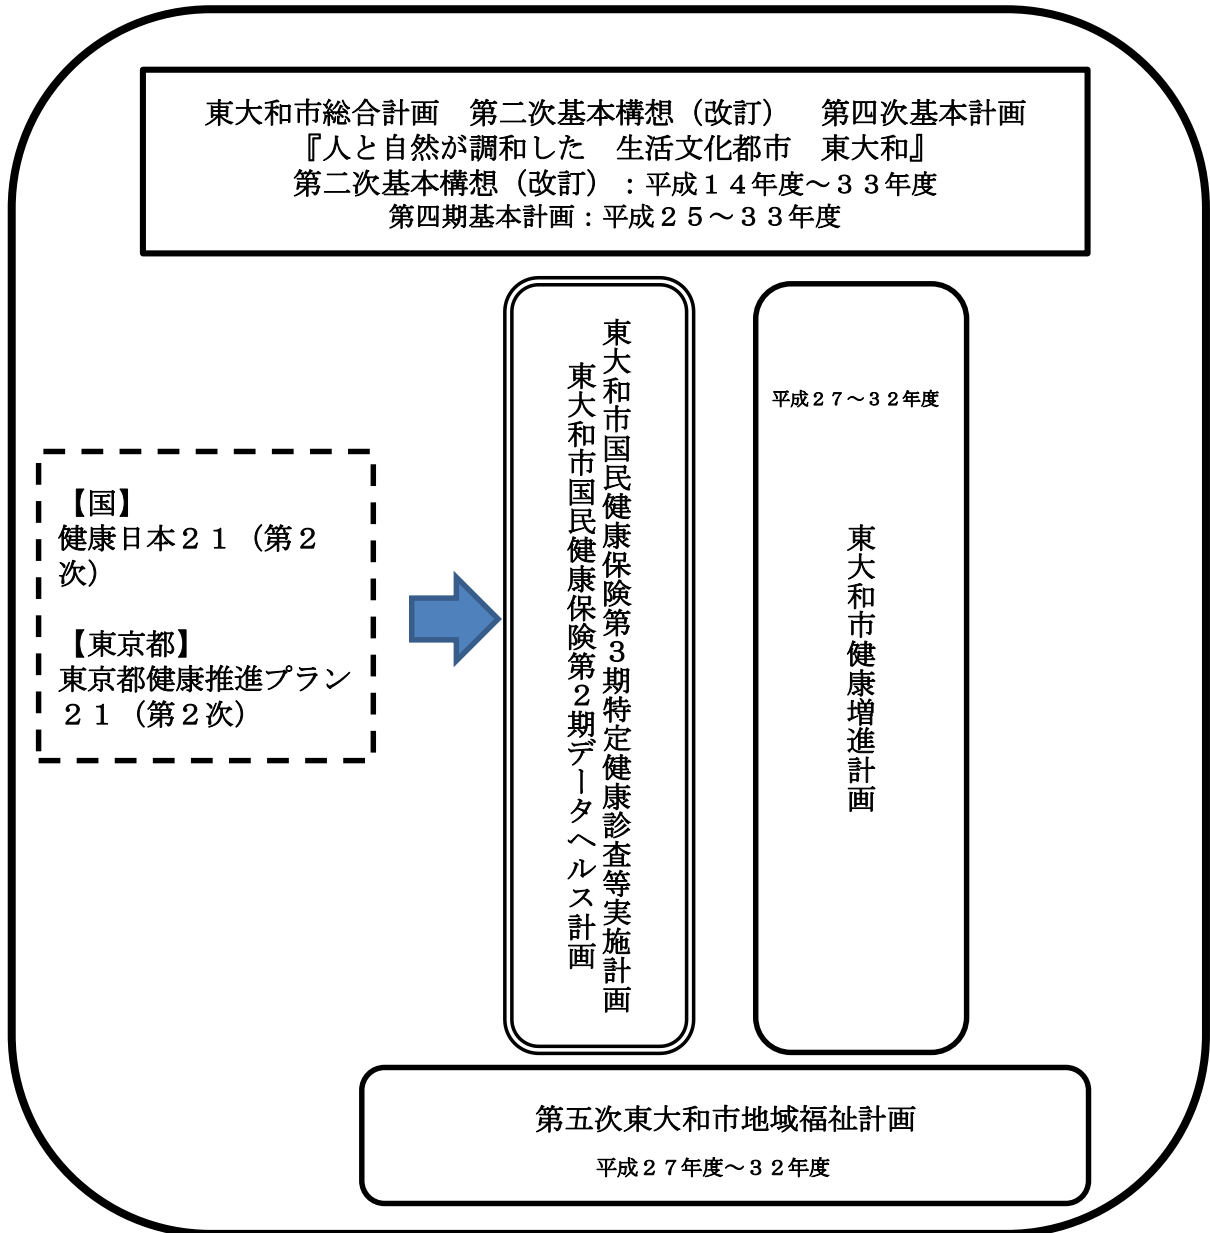 東大和市総合計画　第二次基本構想（改訂）　第四次基本計画
『人と自然が調和した　生活文化都市　東大和』
第二次基本構想（改訂）：平成１４年度～３３年度
第四期基本計画：平成２５～３３年度
【国】
健康日本２１（第２
次）
【東京都】
東京都健康推進プラン
２１（第２次）
東大和市国民健康保険第３期特定健康診査等実施計画
東大和市国民健康保険第２期データヘルス計画
平成２７～３２年度
東大和市健康増進計画
第五次東大和市地域福祉計画
平成２７年度～３２年度